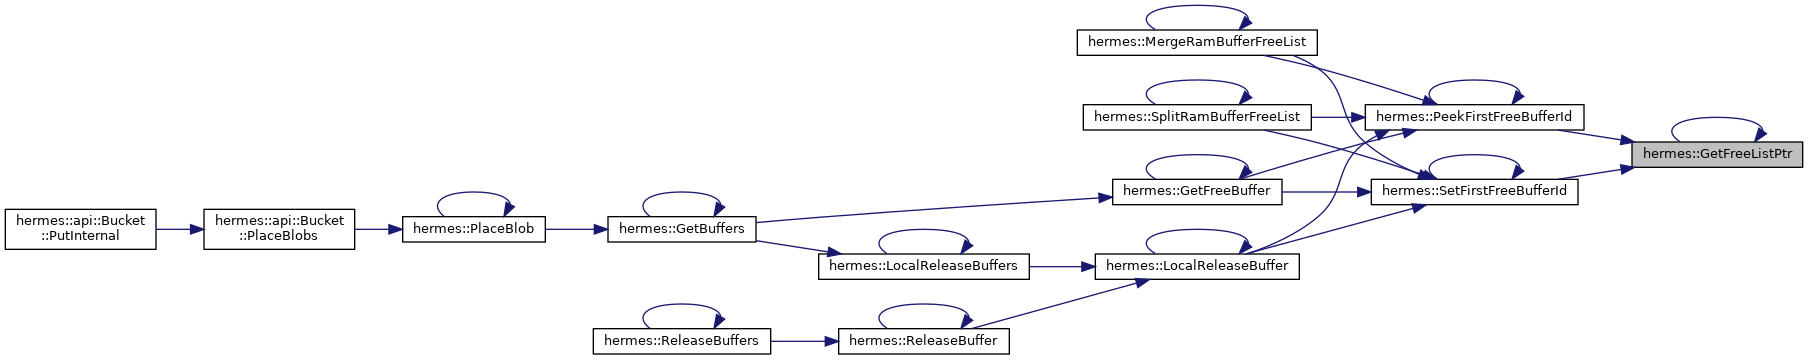 hermes::MergeRamBufferFreeList
hermes::SplitRamBufferFreeList
hermes::PeekFirstFreeBufferId
hermes::GetFreeListPtr
hermes::GetFreeBuffer
hermes::SetFirstFreeBufferId
hermes::api::Bucket
::PutInternal
hermes::api::Bucket
::PlaceBlobs
hermes::PlaceBlob
hermes::GetBuffers
hermes::LocalReleaseBuffers
hermes::LocalReleaseBuffer
hermes::ReleaseBuffers
hermes::ReleaseBuffer